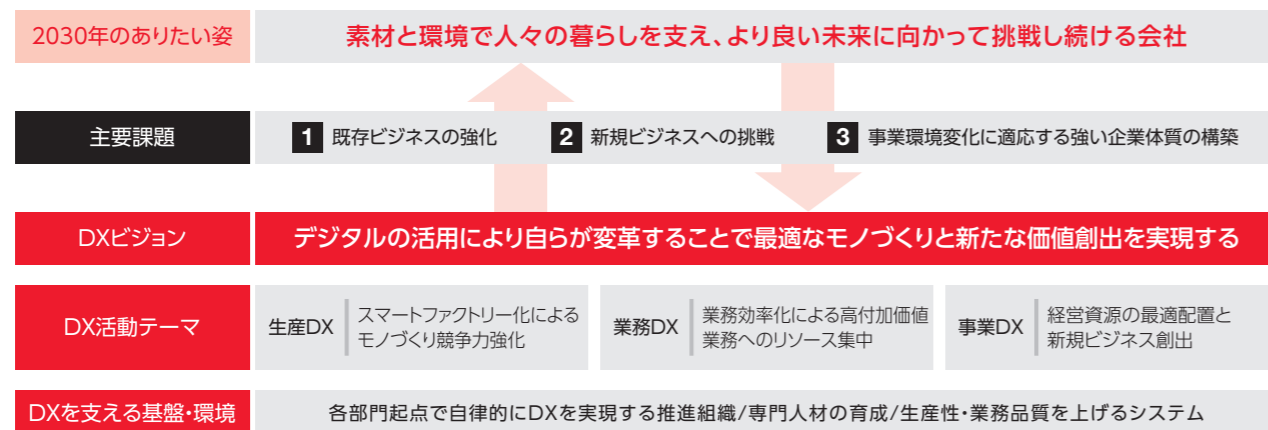 2030年のありたい姿
素材と環境で人々の暮らしを支え、より良い未来に向かって挑戦し続ける会社
主要課題
1 既存ビジネスの強化
2 新規ビジネスへの挑戦
3 事業環境変化に適応する強い企業体質の構築
DXビジョン
デジタルの活用により自らが変革することで最適なモノづくりと新たな価値創出を実現する
DX活動テーマ
生産DX
スマートファクトリー化による
モノづくり競争力強化
業務DX
業務効率化による高付加価値
業務へのリソース集中
事業DX
経営資源の最適配置と
新規ビジネス創出
DXを支える基盤・環境
各部門起点で自律的にDXを実現する推進組織/専門人材の育成/生産性・業務品質を上げるシステム